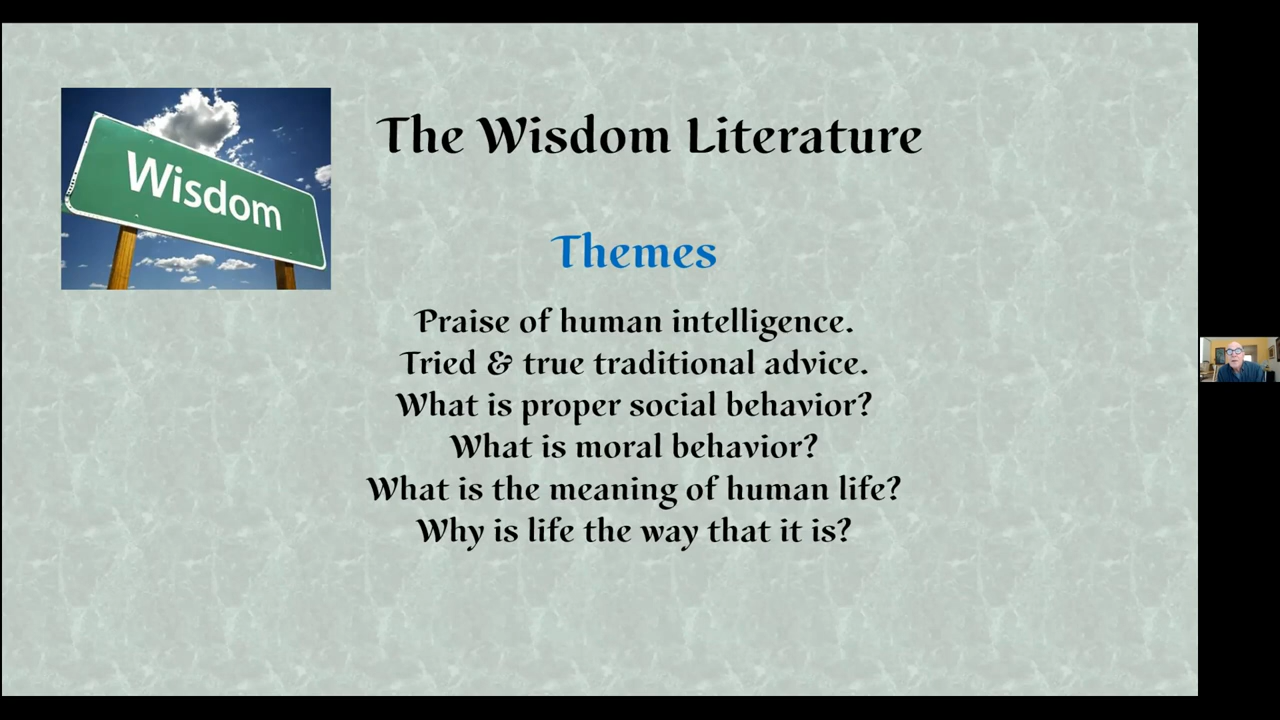 Wisdom
The Wisdom Literature
Themes
Praise of human intelligence.
Tried & true traditional advice.
What is proper social behavior?
What is moral behavior?
What is the meaning of human life?
Why is life the way that it is?